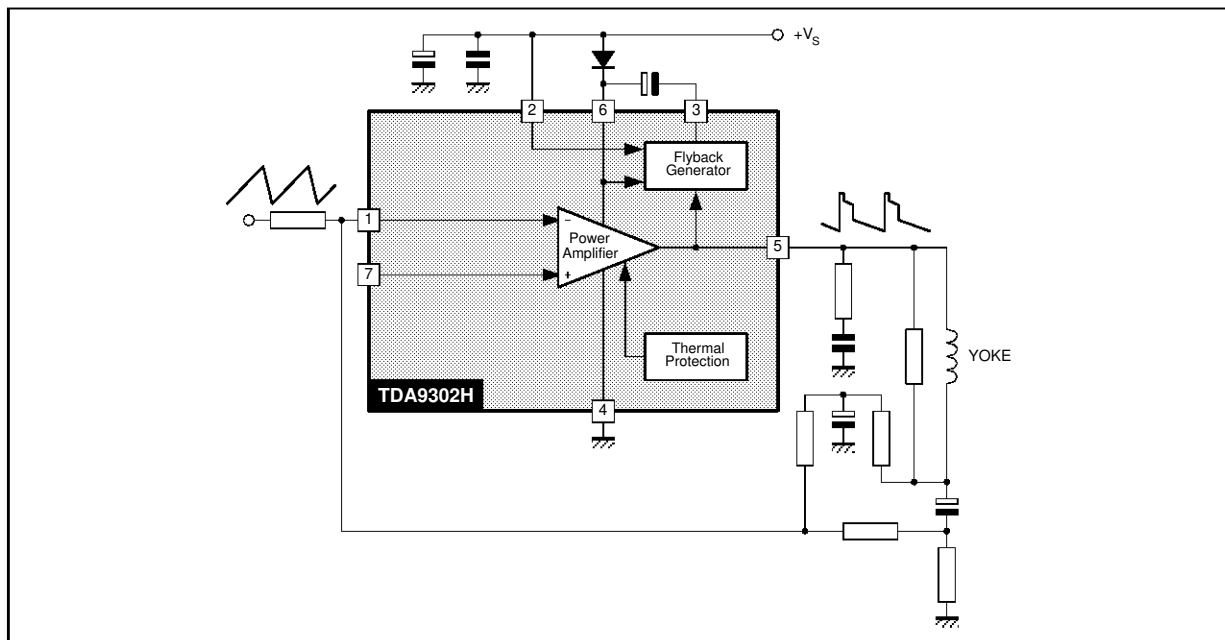 +VS
2
6
3
Flyback
Generator
1
−
Power
Amplifier
5
7
+
YOKE
Thermal
Protection
TDA9302H
4